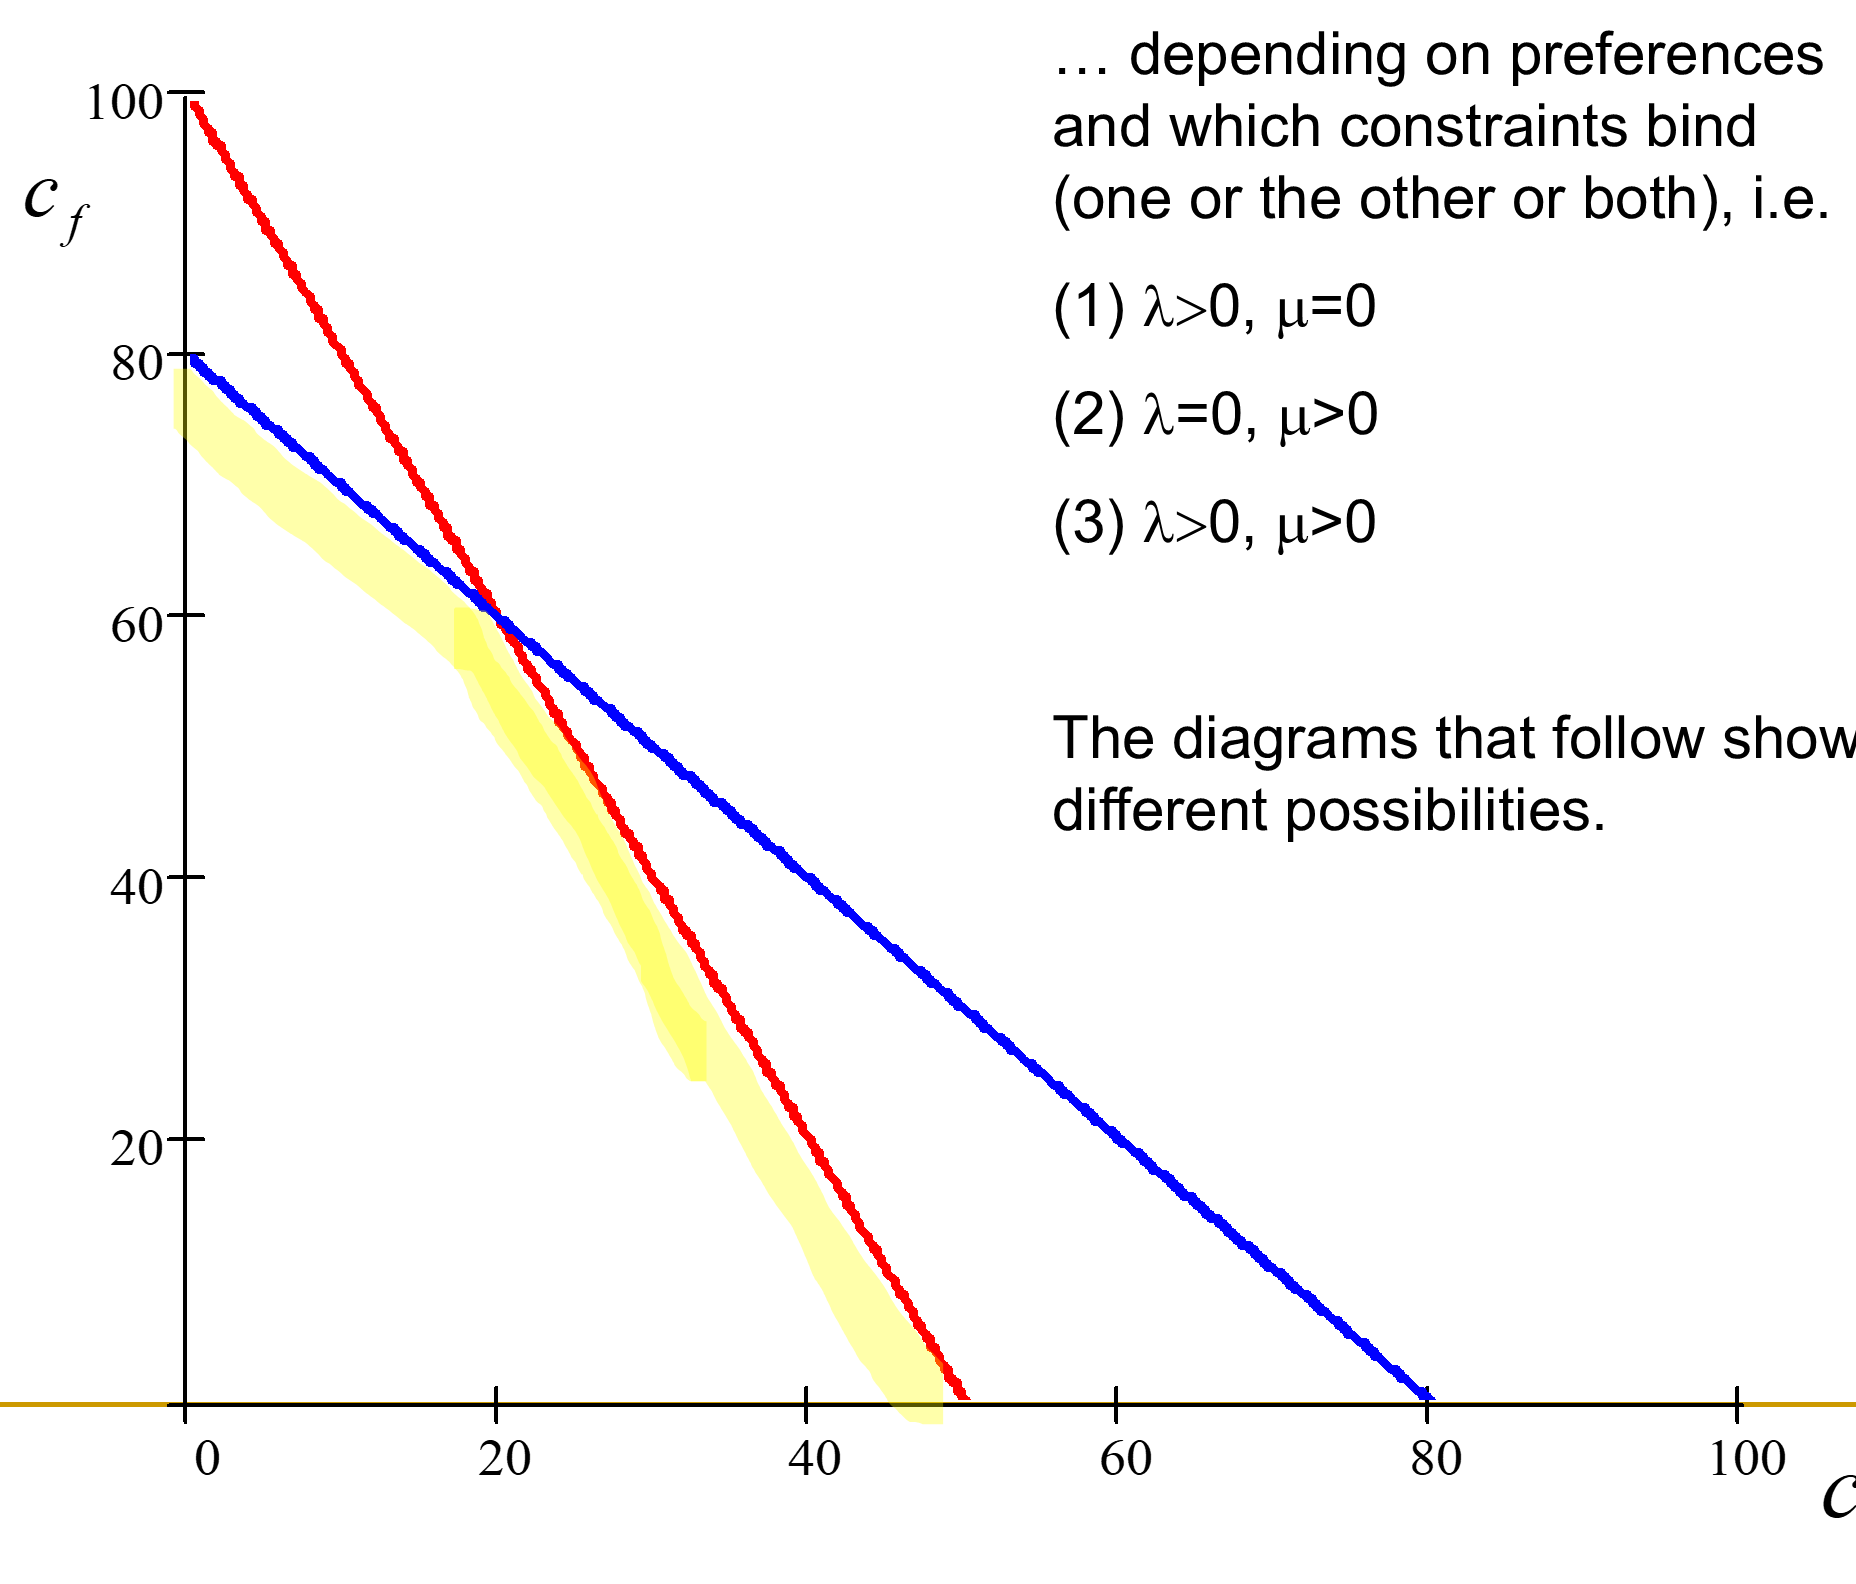 … depending on preferences
and which constraints bind
(one or the other or both), i.e.
(1) λ>0, μ=0
(2) λ=0, μ>0
(3) λ>0, μ>0
The diagrams that follow show
different possibilities.
c_f
100
80
60
40
20
0 20 40 60 80 100
c